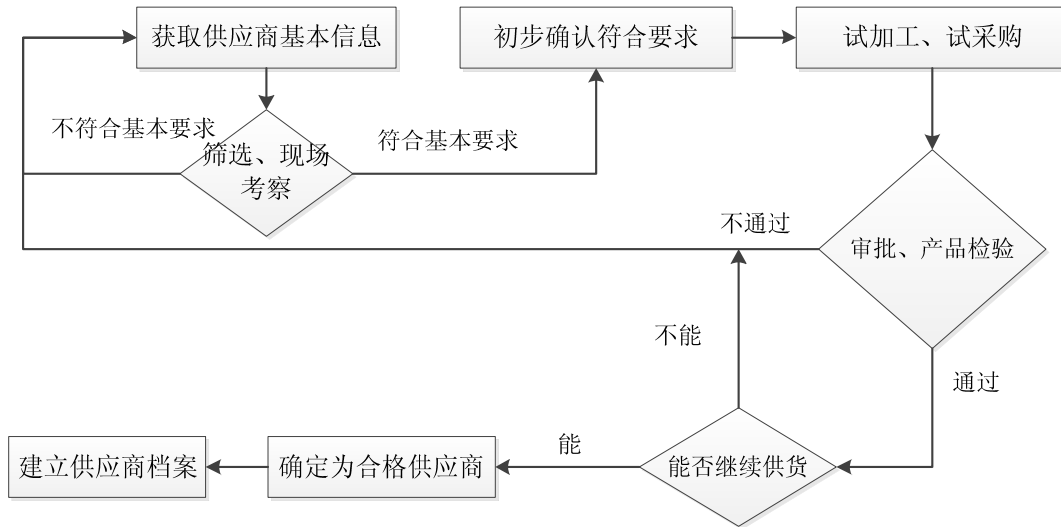 获取供应商基本信息
初步确认符合要求
试加工、试采购
不符合基本要求
筛选、现场
考察
符合基本要求
不通过
审批、产品检验
不能
通过
建立供应商档案
确定为合格供应商
能
能否继续供货